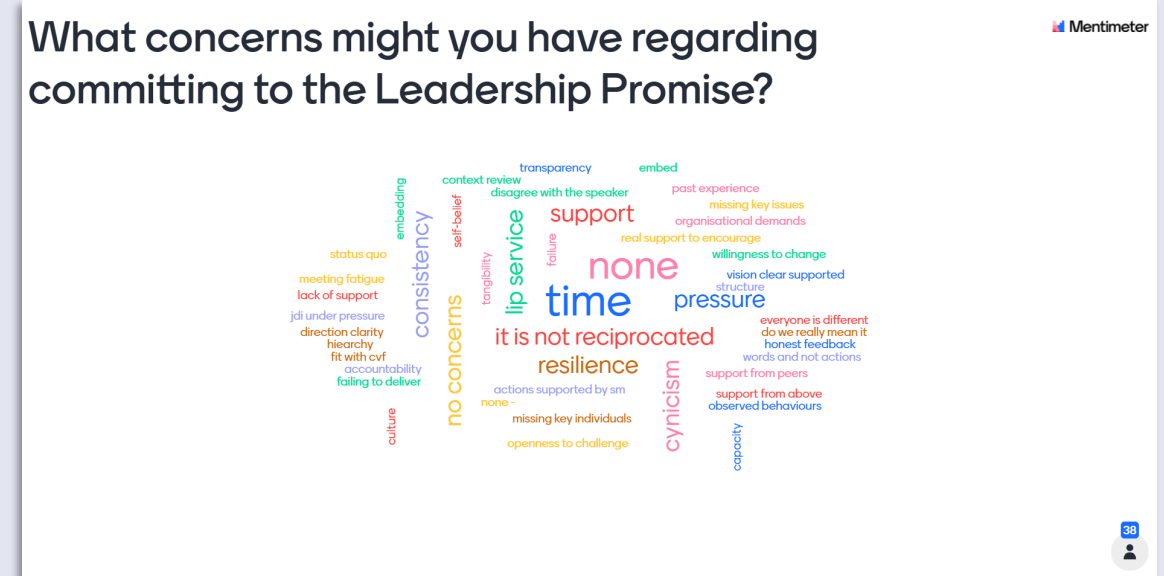 What concerns might you have regarding
committing to the Leadership Promise?
Mentimeter
transparency
embed
context review
disagree with the speaker
past experience
embedding
self-belief
missing key issues
support
organisational demands
consistency
lip service
failure
real support to encourage
status quo
tangibility
none
willingness to change
meeting fatigue
vision clear supported
lack of support
time
structure
pressure
jdi under pressure
no concerns
everyone is different
direction clarity
it is not reciprocated
do we really mean it
hiearchy
honest feedback
fit with cvf
resilience
words and not actions
accountability
cynicism
support from peers
failing to deliver
actions supported by sm
support from above
none -
observed behaviours
culture
missing key individuals
capacity
openness to challenge
38